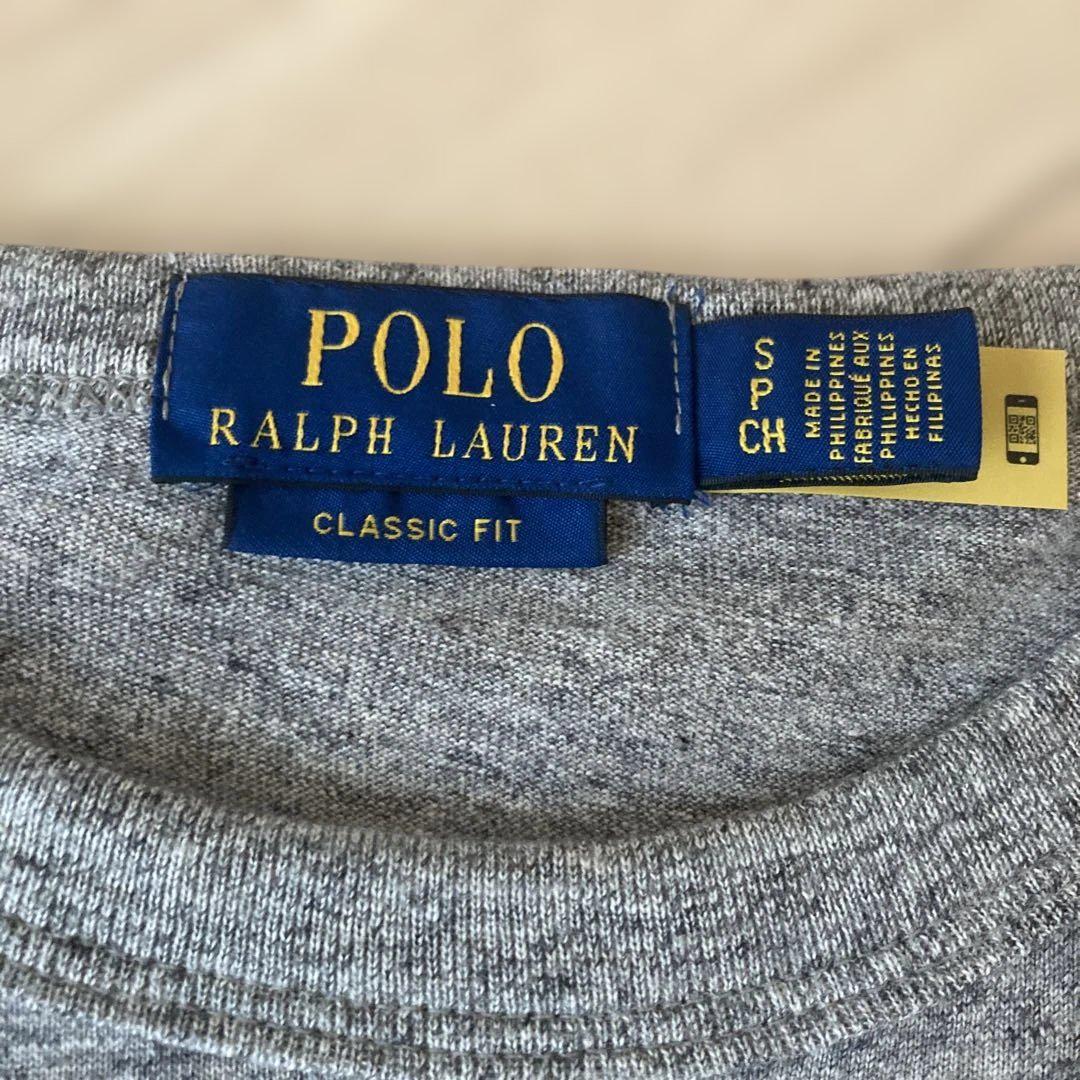 POLO
RALPH LAUREN
CLASSIC FIT
S
P
CH
MADE IN
PHILIPPINES
FABRIQUÉ AUX
PHILIPPINES
HECHO EN
FILIPINAS